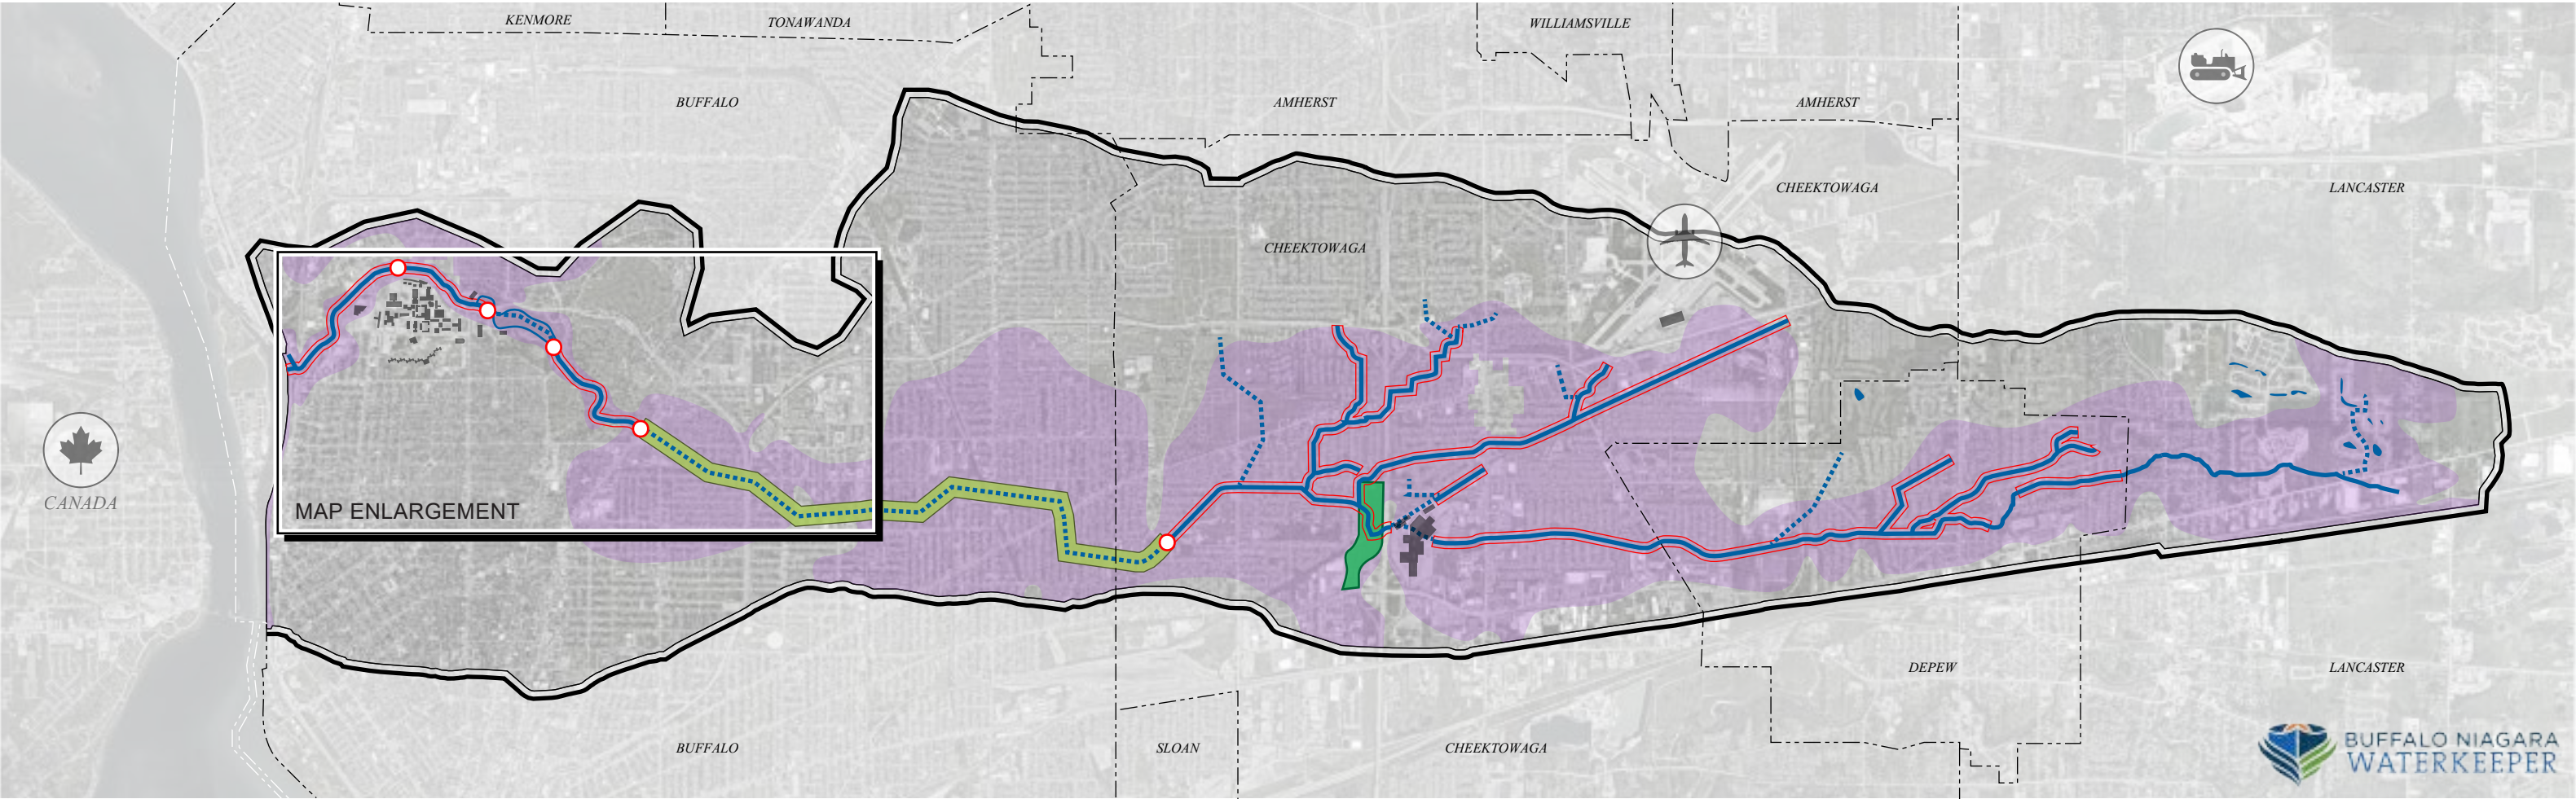 KENMORE
TONAWANDA
WILLIAMSVILLE
BUFFALO
AMHERST
AMHERST
CHEEKTOWAGA
LANCASTER
CHEEKTOWAGA
CANADA
MAP ENLARGEMENT
DEPEW
LANCASTER
BUFFALO
SLOAN
CHEEKTOWAGA
BUFFALO NIAGARA
WATERKEEPER